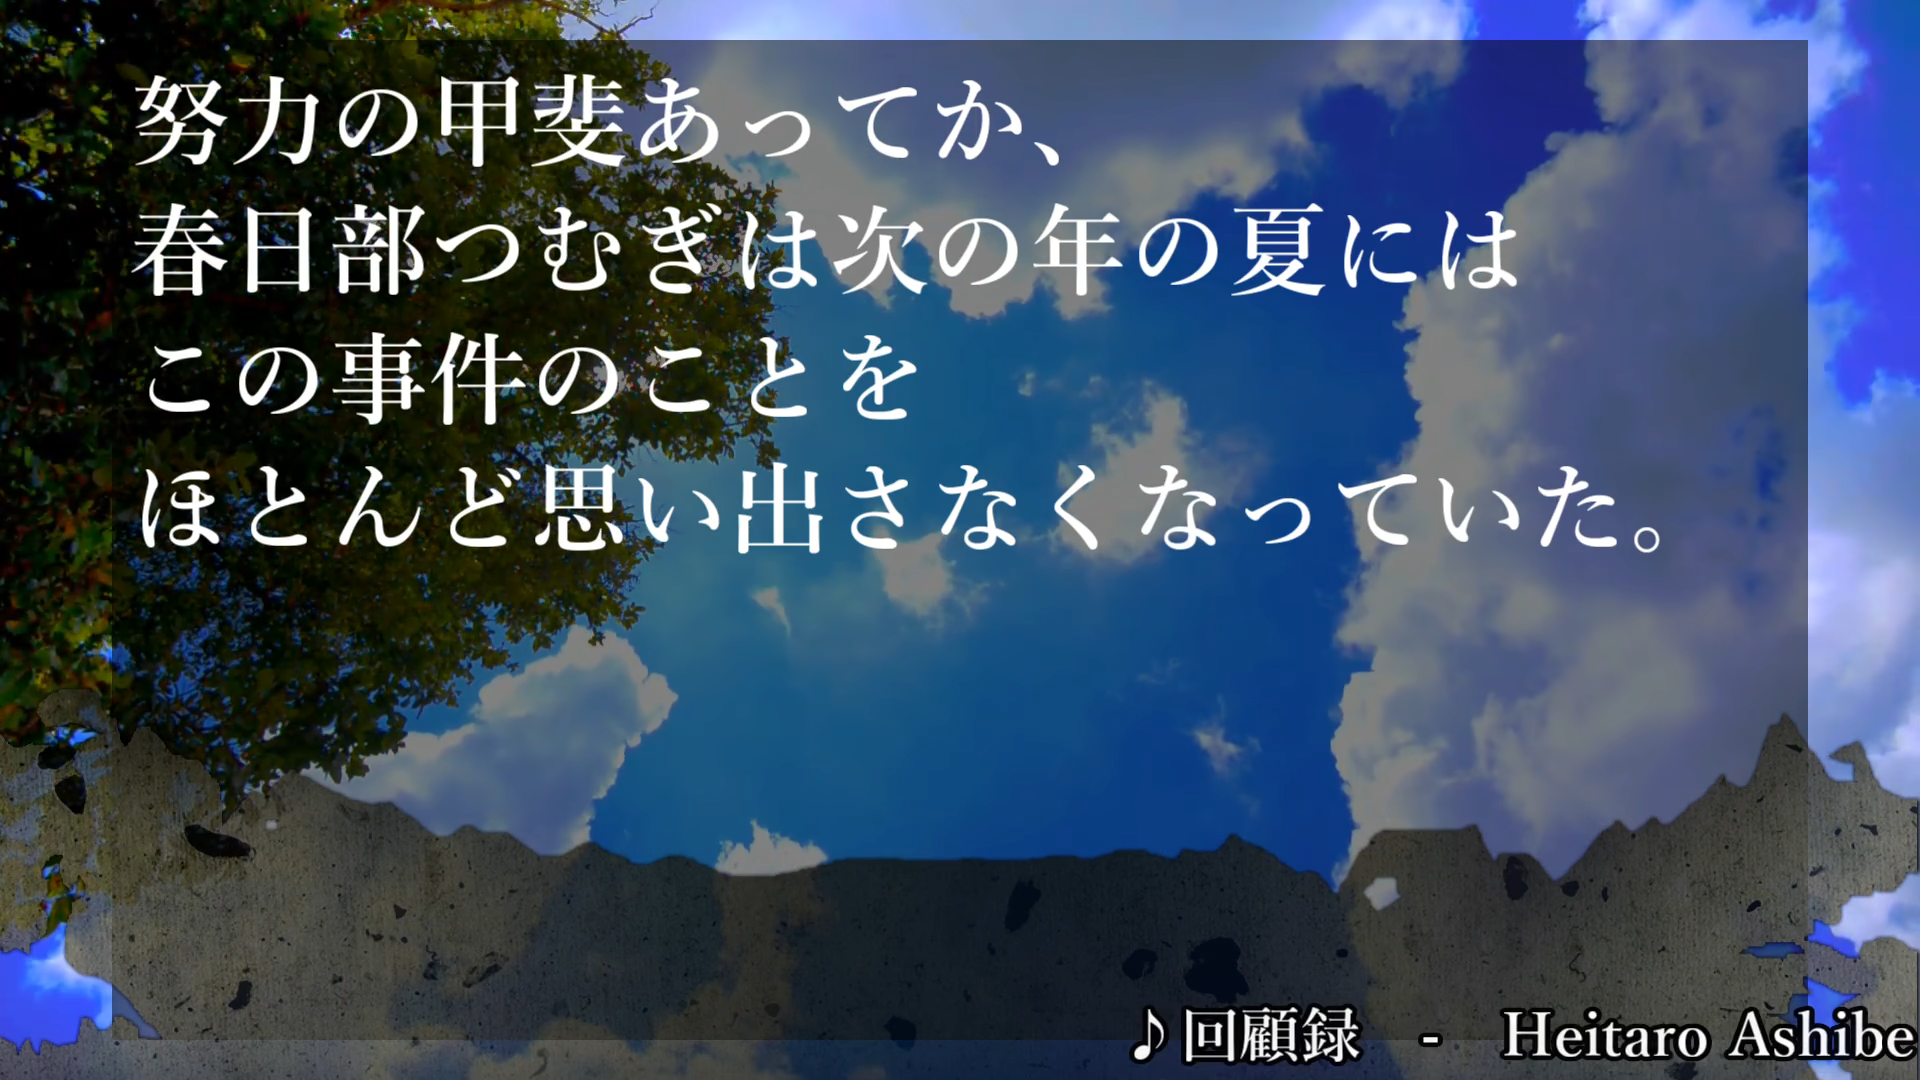 努力の甲斐あってか、
春日部つむぎは次の年の夏には
この事件のことを
ほとんど思い出さなくなっていた。
♪回顧録　-　Heitaro Ashibe